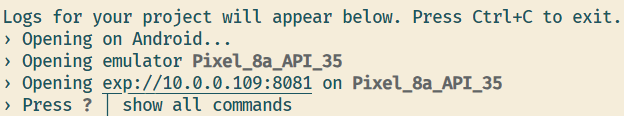 Logs for your project will appear below. Press Ctrl+C to exit.
› Opening on Android...
› Opening emulator Pixel_8a_API_35
› Opening exp://10.0.0.109:8081 on Pixel_8a_API_35
› Press ? │ show all commands